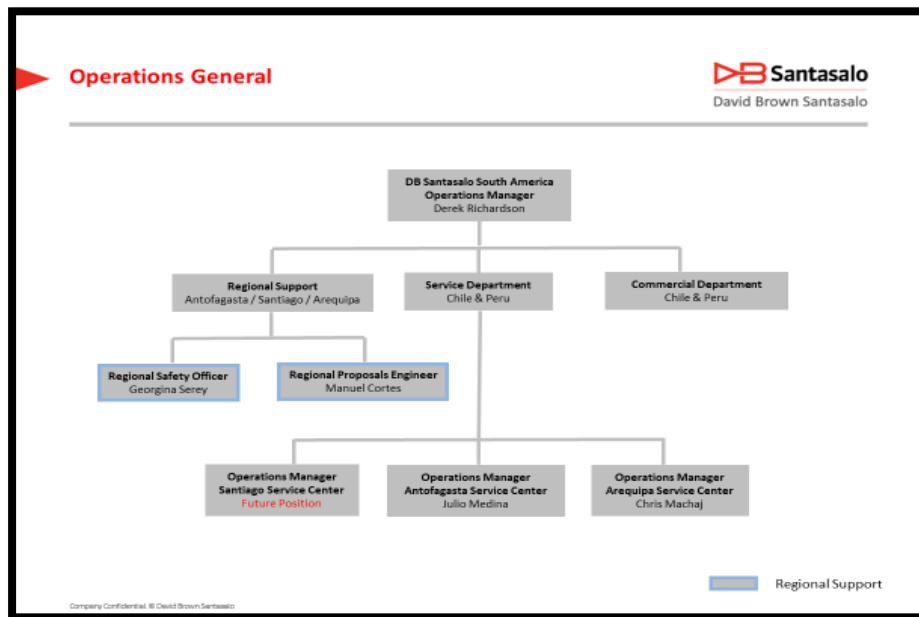 Operations General
DB Santasalo
David Brown Santasalo
DB Santasalo South America
Operations Manager
Derek Richardson
Regional Support
Antofagasta / Santiago / Arequipa
Service Department
Chile & Peru
Commercial Department
Chile & Peru
Regional Safety Officer
Georgina Serey
Regional Proposals Engineer
Manuel Cortes
Operations Manager
Santiago Service Center
Future Position
Operations Manager
Antofagasta Service Center
Julio Medina
Operations Manager
Arequipa Service Center
Chris Machaj
Regional Support
Company Confidential. © David Brown Santasalo